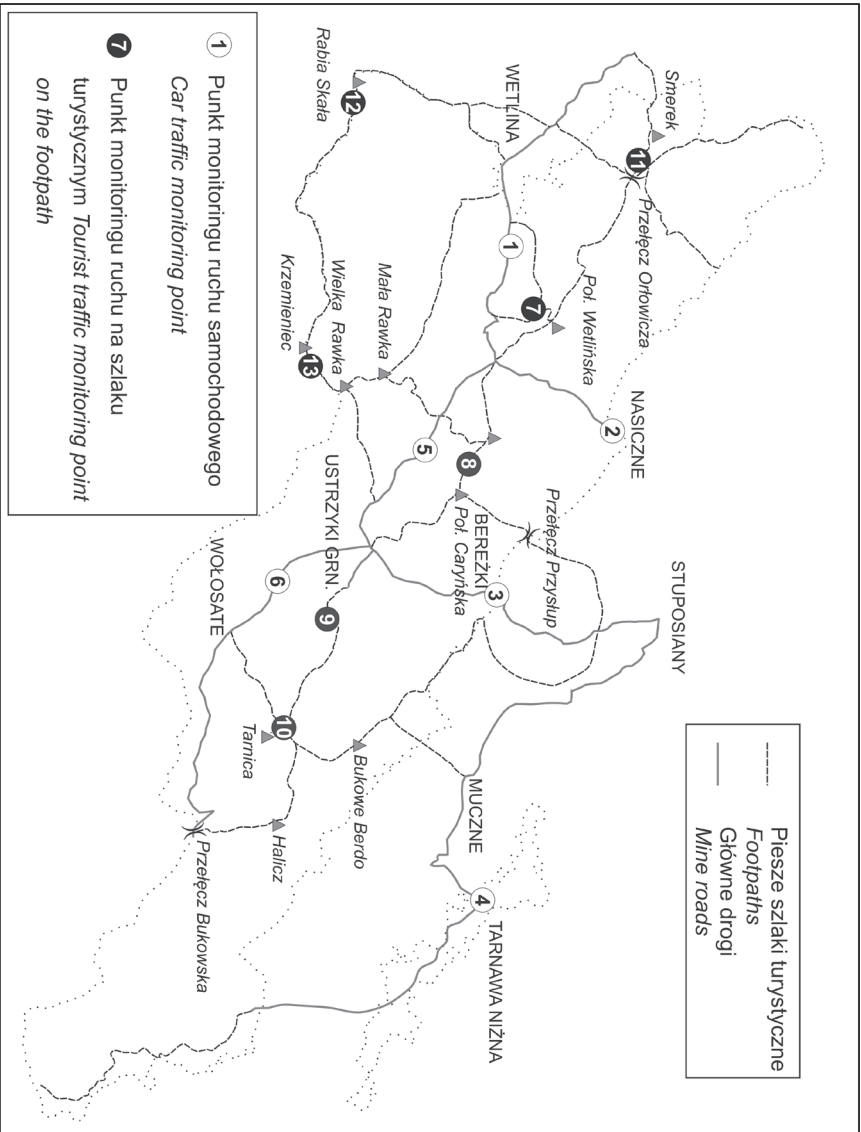 Smerek
Przełęcz Orłowicza
11
WETLINA
Rabia Skała
12
1
7
Poł. Wetlińska
NASICZNE
2
Mała Rawka
Wielka Rawka
Krzemieniec
13
5
8
Poł. Caryńska
Przełęcz Przysłup
BEREŻKI
3
STUPOSIANY
USTRZYKI GRN.
9
6
WOŁOSATE
10
Tarnica
Bukowe Berdo
Halicz
Przełęcz Bukowska
MUCZNE
4
TARNAWA NIŻNA
Piesze szlaki turystyczne
Footpaths
Główne drogi
Mine roads
1 Punkt monitoringu ruchu samochodowego
Car traffic monitoring point
7 Punkt monitoringu ruchu na szlaku
turystycznym Tourist traffic monitoring point
on the footpath